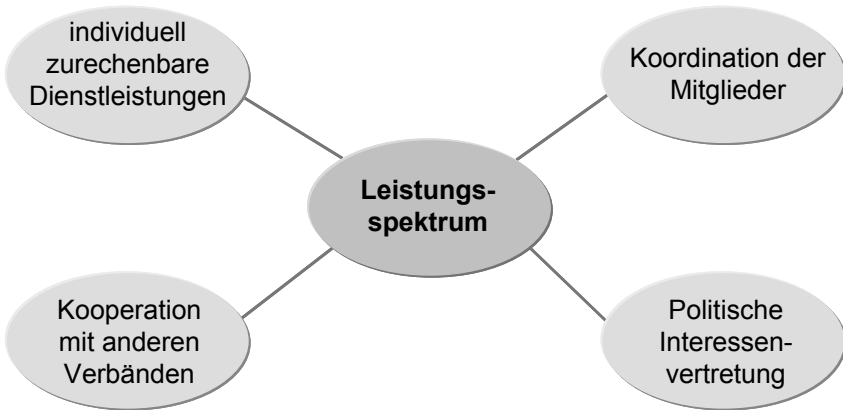 individuell
zurechenbare
Dienstleistungen
Koordination der
Mitglieder
Leistungs-
spektrum
Kooperation
mit anderen
Verbänden
Politische
Interessen-
vertretung